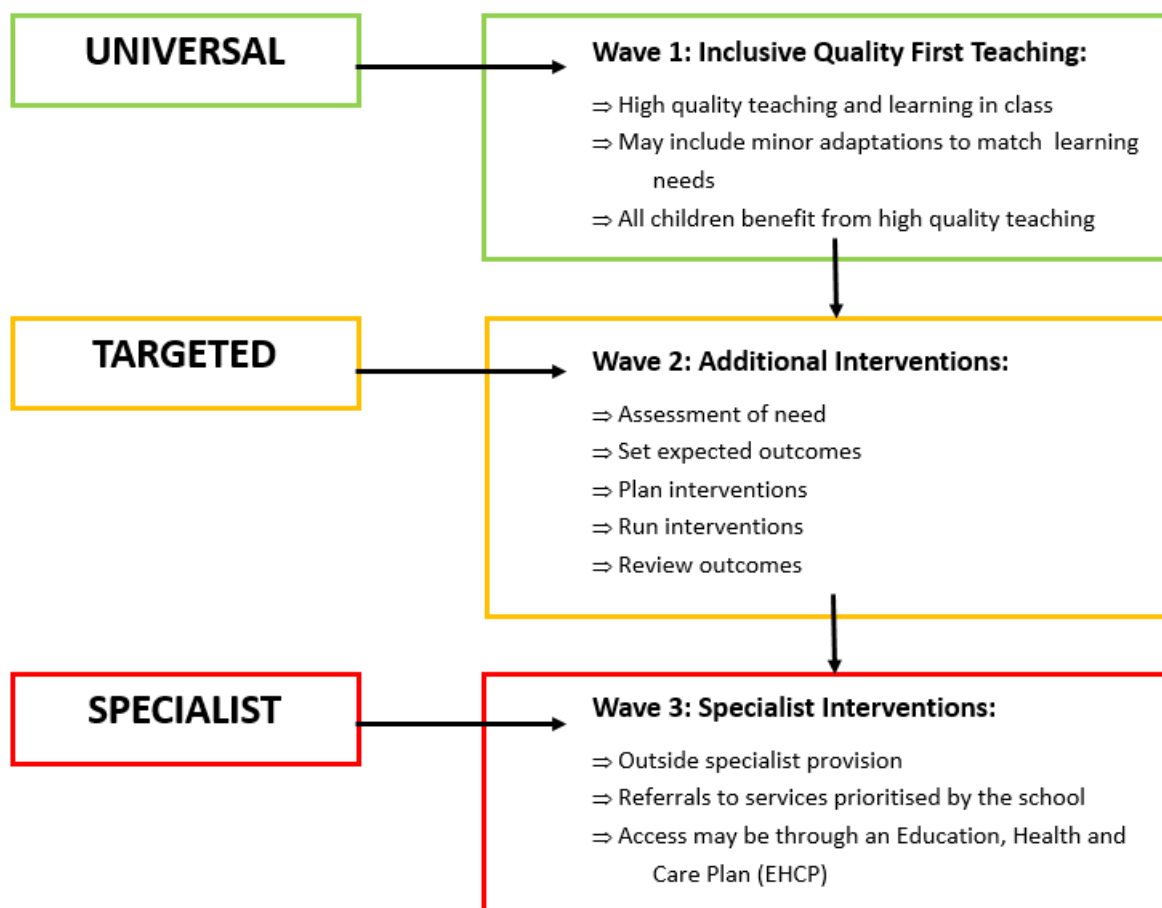 UNIVERSAL
Wave 1: Inclusive Quality First Teaching:
⇒ High quality teaching and learning in class
⇒ May include minor adaptations to match learning
needs
⇒ All children benefit from high quality teaching
TARGETED
Wave 2: Additional Interventions:
⇒ Assessment of need
⇒ Set expected outcomes
⇒ Plan interventions
⇒ Run interventions
⇒ Review outcomes
SPECIALIST
Wave 3: Specialist Interventions:
⇒ Outside specialist provision
⇒ Referrals to services prioritised by the school
⇒ Access may be through an Education, Health and
Care Plan (EHCP)